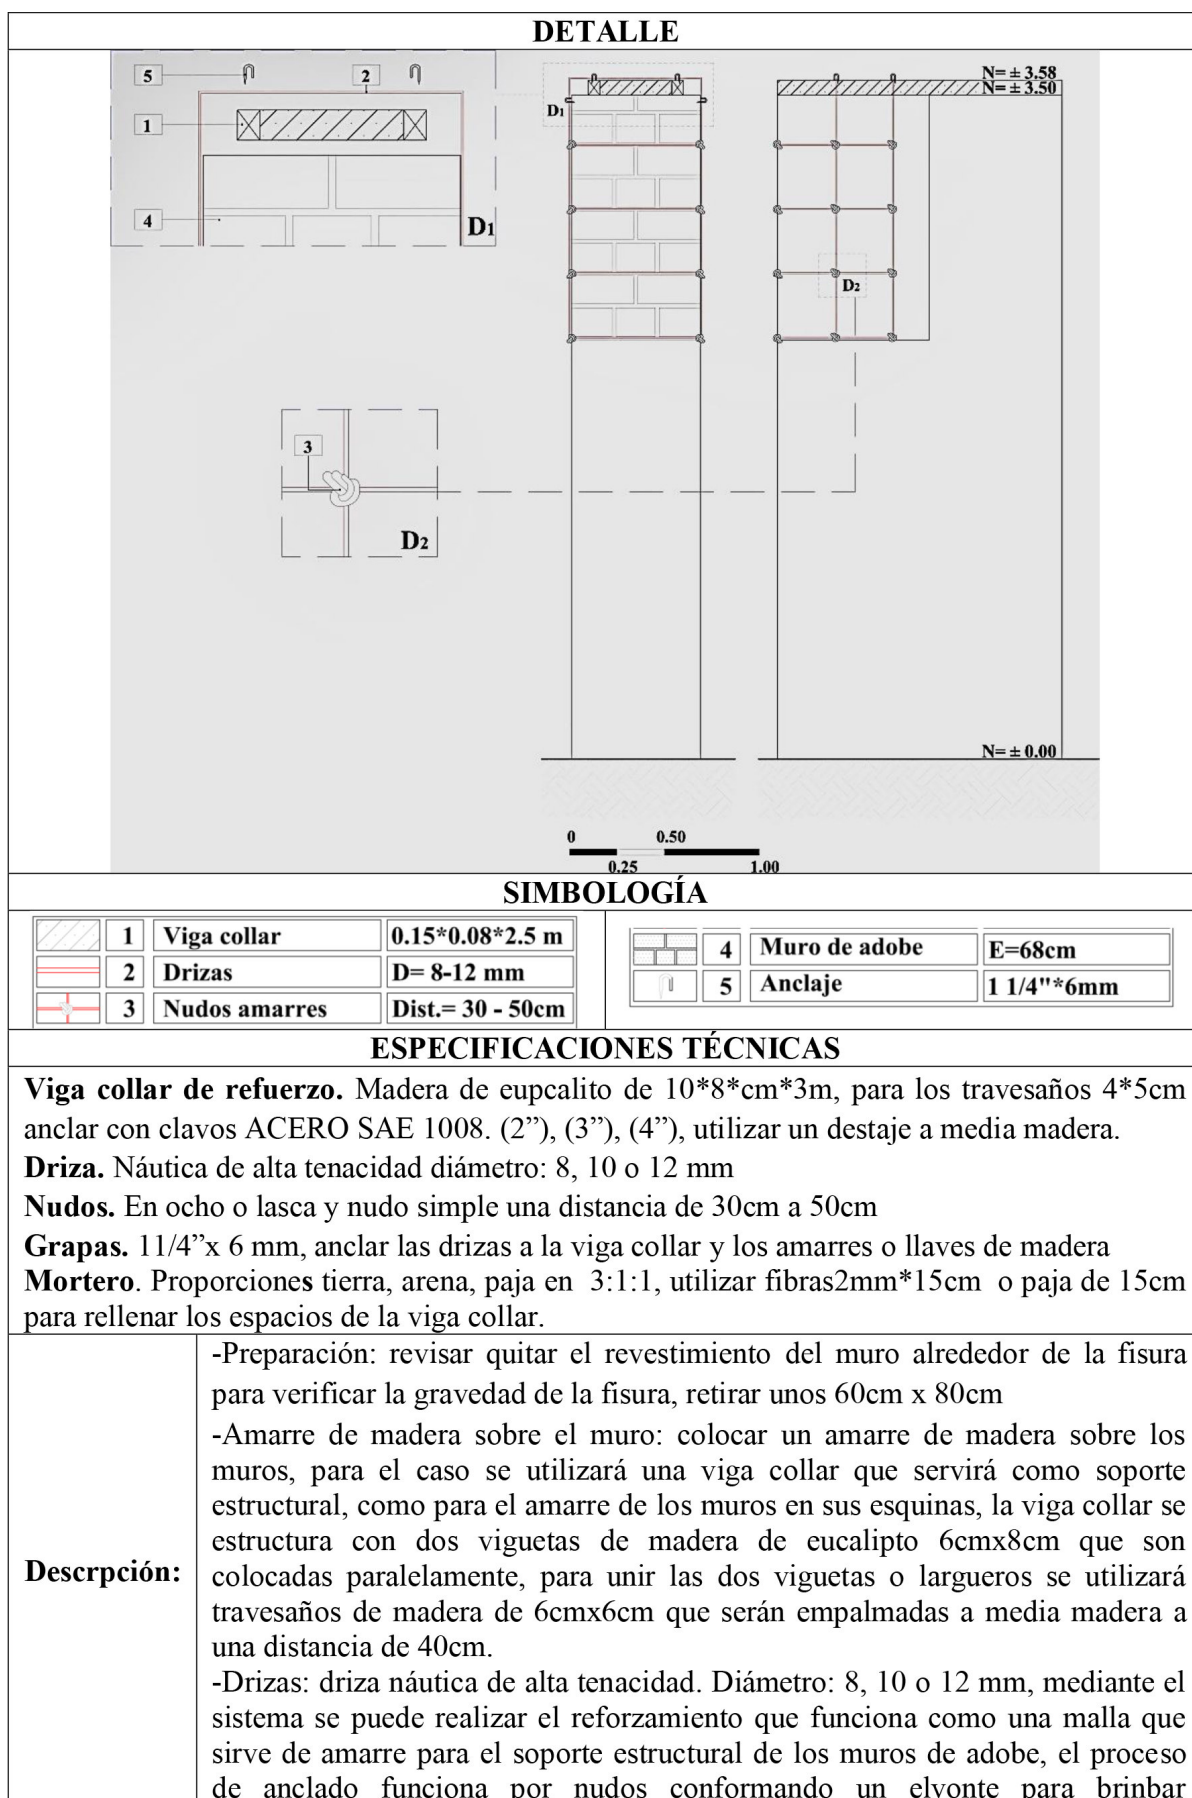 DETALLE
5
2
1
4
D1
D1
N= ± 3.58
N= ± 3.50
D2
3
D2
N= ± 0.00
0
0.50
0.25
1.00
SIMBOLOGÍA
1 Viga collar 0.15*0.08*2.5 m
2 Drizas D= 8-12 mm
3 Nudos amarres Dist.= 30 - 50cm
4 Muro de adobe E=68cm
5 Anclaje 1 1/4"*6mm
ESPECIFICACIONES TÉCNICAS
Viga collar de refuerzo. Madera de eupcalito de 10*8*cm*3m, para los travesaños 4*5cm
anclar con clavos ACERO SAE 1008. (2”), (3”), (4”), utilizar un destaje a media madera.
Driza. Náutica de alta tenacidad diámetro: 8, 10 o 12 mm
Nudos. En ocho o lasca y nudo simple una distancia de 30cm a 50cm
Grapas. 11/4”x 6 mm, anclar las drizas a la viga collar y los amarres o llaves de madera
Mortero. Proporciones tierra, arena, paja en 3:1:1, utilizar fibras2mm*15cm o paja de 15cm
para rellenar los espacios de la viga collar.
Descrpción:
-Preparación: revisar quitar el revestimiento del muro alrededor de la fisura
para verificar la gravedad de la fisura, retirar unos 60cm x 80cm
-Amarre de madera sobre el muro: colocar un amarre de madera sobre los
muros, para el caso se utilizará una viga collar que servirá como soporte
estructural, como para el amarre de los muros en sus esquinas, la viga collar se
estructura con dos viguetas de madera de eucalipto 6cmx8cm que son
colocadas paralelamente, para unir las dos viguetas o largueros se utilizará
travesaños de madera de 6cmx6cm que serán empalmadas a media madera a
una distancia de 40cm.
-Drizas: driza náutica de alta tenacidad. Diámetro: 8, 10 o 12 mm, mediante el
sistema se puede realizar el reforzamiento que funciona como una malla que
sirve de amarre para el soporte estructural de los muros de adobe, el proceso
de anclado funciona por nudos conformando un elvonte para brinbar